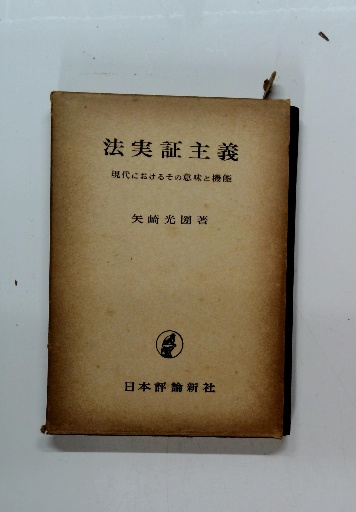 法実証主義
現代におけるその意味と機能
矢崎光圀著
日本評論新社